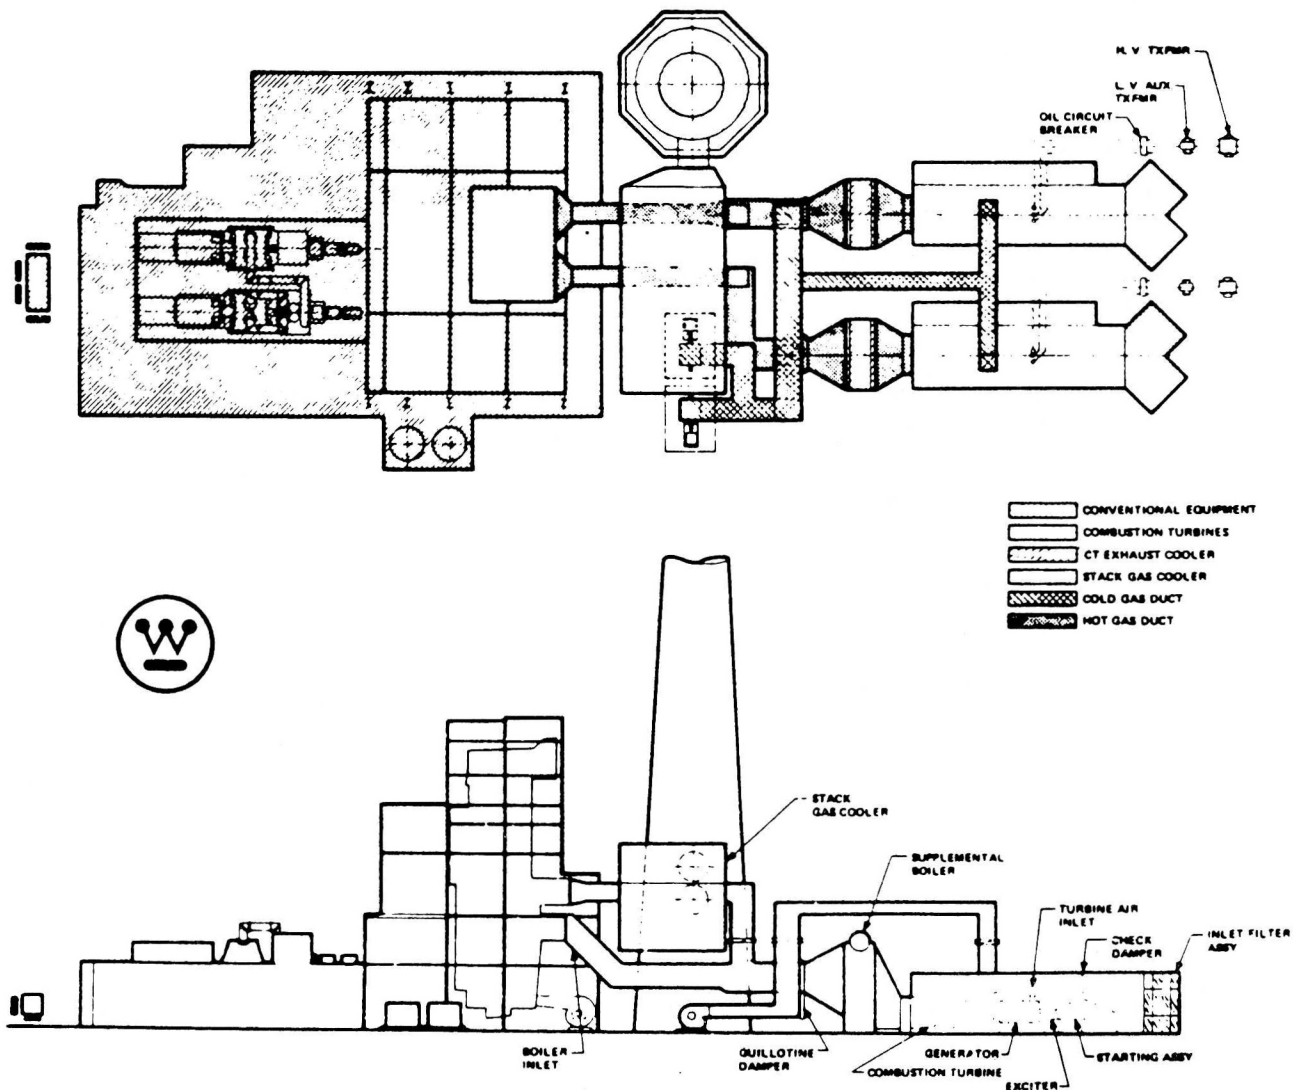 H. V. TXFMR
L. V. AUX
TXFMR
OIL CIRCUIT
BREAKER
CONVENTIONAL EQUIPMENT
COMBUSTION TURBINES
CT EXHAUST COOLER
STACK GAS COOLER
COLD GAS DUCT
HOT GAS DUCT
STACK
GAS COOLER
SUPPLEMENTAL
BOILER
TURBINE AIR
INLET
CHECK
DAMPER
INLET FILTER
ASSY
BOILER
INLET
GUILLOTINE
DAMPER
COMBUSTION TURBINE
GENERATOR
EXCITER
STARTING ASSY